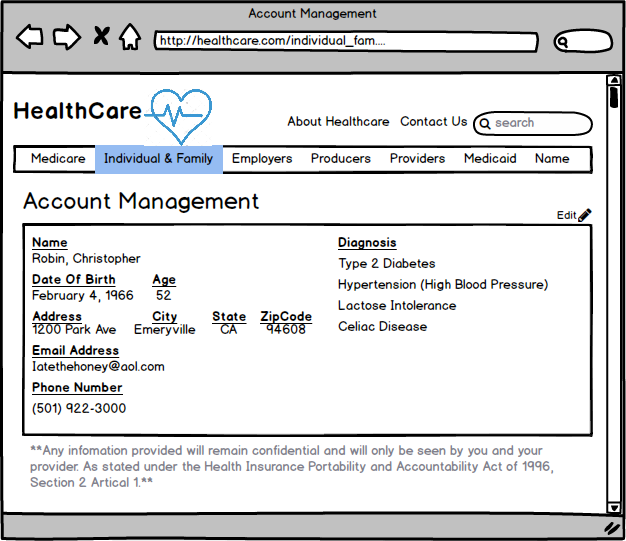 Account Management
http://healthcare.com/individual_fam....
HealthCare
About Healthcare Contact Us search
Medicare Individual & Family Employers Producers Providers Medicaid Name
Account Management
Edit
Name
Robin, Christopher
Date Of Birth Age
February 4, 1966 52
Address City State ZipCode
1200 Park Ave Emeryville CA 94608
Email Address
Iatethehoney@aol.com
Phone Number
(501) 922-3000
Diagnosis
Type 2 Diabetes
Hypertension (High Blood Pressure)
Lactose Intolerance
Celiac Disease
**Any infomation provided will remain confidential and will only be seen by you and your
provider. As stated under the Health Insurance Portability and Accountability Act of 1996,
Section 2 Artical 1.**